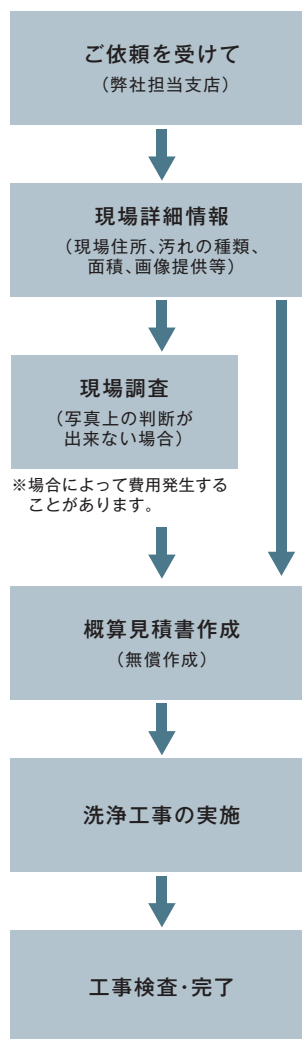 ご依頼を受けて
（弊社担当支店）
現場詳細情報
（現場住所、汚れの種類、
面積、画像提供等）
現場調査
（写真上の判断が
出来ない場合）
※場合によって費用発生する
ことがあります。
概算見積書作成
（無償作成）
洗浄工事の実施
工事検査・完了